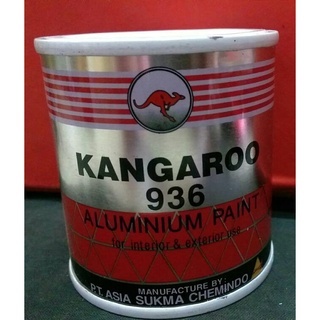 KANGAROO
936
ALUMINIUM PAINT
for interior & exterior use
MANUFACTURE BY:
PT. ASIA SUKMA CHEMINDO